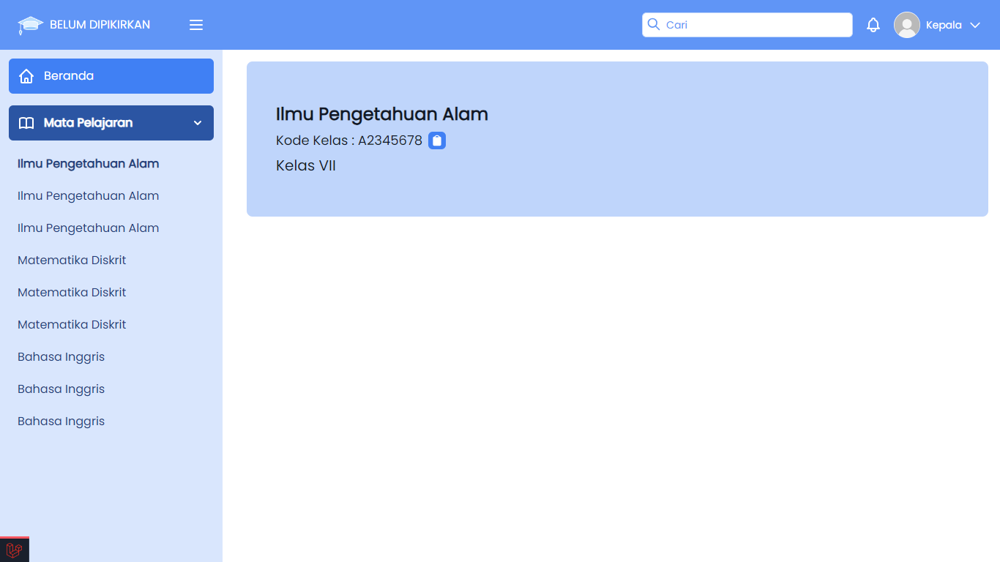 BELUM DIPIKIRKAN
Cari
Kepala
Beranda
Mata Pelajaran
Ilmu Pengetahuan Alam
Ilmu Pengetahuan Alam
Ilmu Pengetahuan Alam
Matematika Diskrit
Matematika Diskrit
Matematika Diskrit
Bahasa Inggris
Bahasa Inggris
Bahasa Inggris
Ilmu Pengetahuan Alam
Kode Kelas : A2345678
Kelas VII